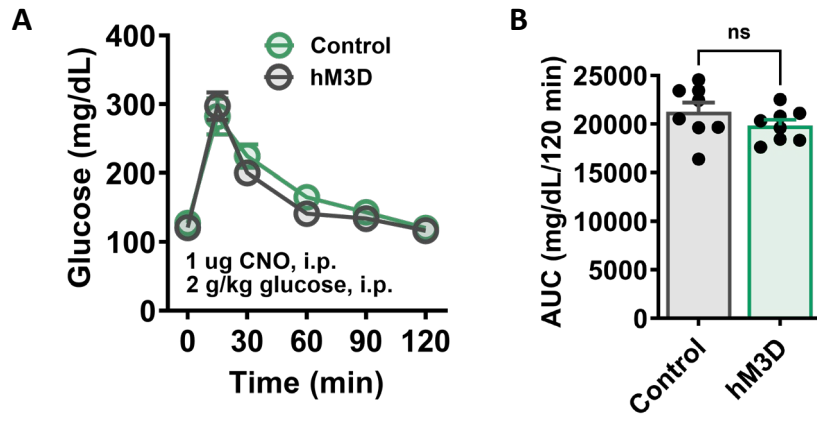 A
Glucose (mg/dL)
400
300
200
100
0
Control
hM3D
1 ug CNO, i.p.
2 g/kg glucose, i.p.
0 30 60 90 120
Time (min)
B
ns
AUC (mg/dL/120 min)
25000
20000
15000
10000
5000
0
Control
hM3D